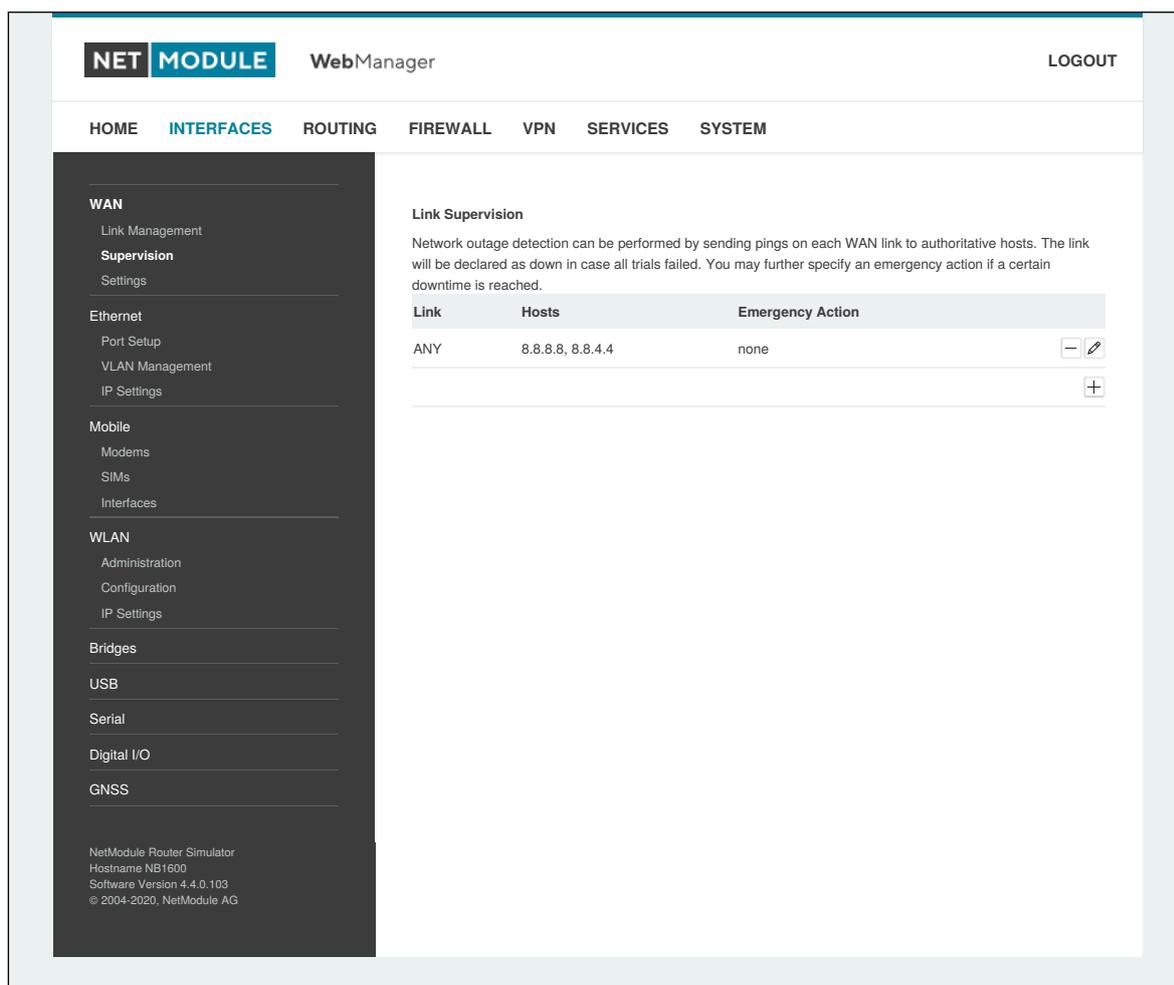 NET MODULE WebManager LOGOUT
HOME INTERFACES ROUTING FIREWALL VPN SERVICES SYSTEM
WAN
Link Management
Supervision
Settings
Ethernet
Port Setup
VLAN Management
IP Settings
Mobile
Modems
SIMs
Interfaces
WLAN
Administration
Configuration
IP Settings
Bridges
USB
Serial
Digital I/O
GNSS
NetModule Router Simulator
Hostname NB1600
Software Version 4.4.0.103
© 2004-2020, NetModule AG
Link Supervision
Network outage detection can be performed by sending pings on each WAN link to authoritative hosts. The link
will be declared as down in case all trials failed. You may further specify an emergency action if a certain
downtime is reached.
Link Hosts Emergency Action
ANY 8.8.8.8, 8.8.4.4 none